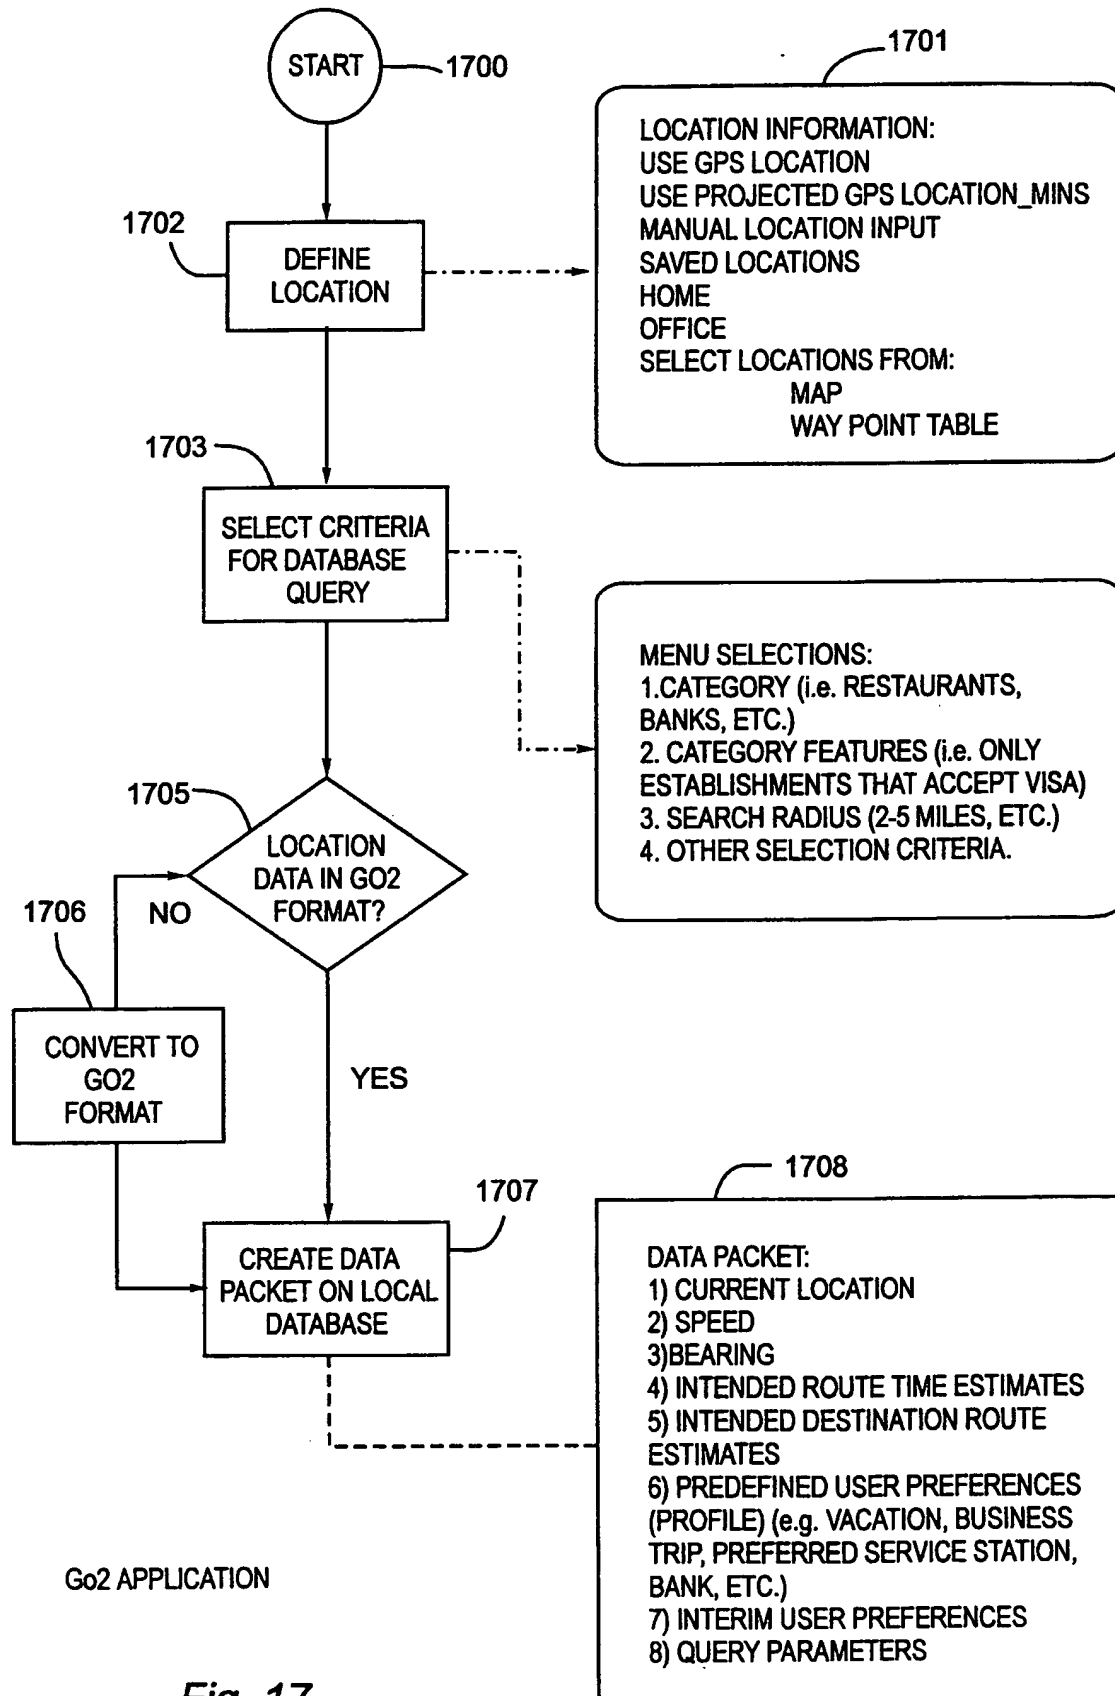 START
1700
1701
LOCATION INFORMATION:
USE GPS LOCATION
USE PROJECTED GPS LOCATION_MINS
MANUAL LOCATION INPUT
SAVED LOCATIONS
HOME
OFFICE
SELECT LOCATIONS FROM:
MAP
WAY POINT TABLE
1702
DEFINE
LOCATION
1703
SELECT CRITERIA
FOR DATABASE
QUERY
MENU SELECTIONS:
1.CATEGORY (i.e. RESTAURANTS,
BANKS, ETC.)
2. CATEGORY FEATURES (i.e. ONLY
ESTABLISHMENTS THAT ACCEPT VISA)
3. SEARCH RADIUS (2-5 MILES, ETC.)
4. OTHER SELECTION CRITERIA.
1705
LOCATION
DATA IN GO2
FORMAT?
NO
1706
CONVERT TO
GO2
FORMAT
YES
1707
CREATE DATA
PACKET ON LOCAL
DATABASE
1708
DATA PACKET:
1) CURRENT LOCATION
2) SPEED
3)BEARING
4) INTENDED ROUTE TIME ESTIMATES
5) INTENDED DESTINATION ROUTE
ESTIMATES
6) PREDEFINED USER PREFERENCES
(PROFILE) (e.g. VACATION, BUSINESS
TRIP, PREFERRED SERVICE STATION,
BANK, ETC.)
7) INTERIM USER PREFERENCES
8) QUERY PARAMETERS
Go2 APPLICATION
Fig. 17